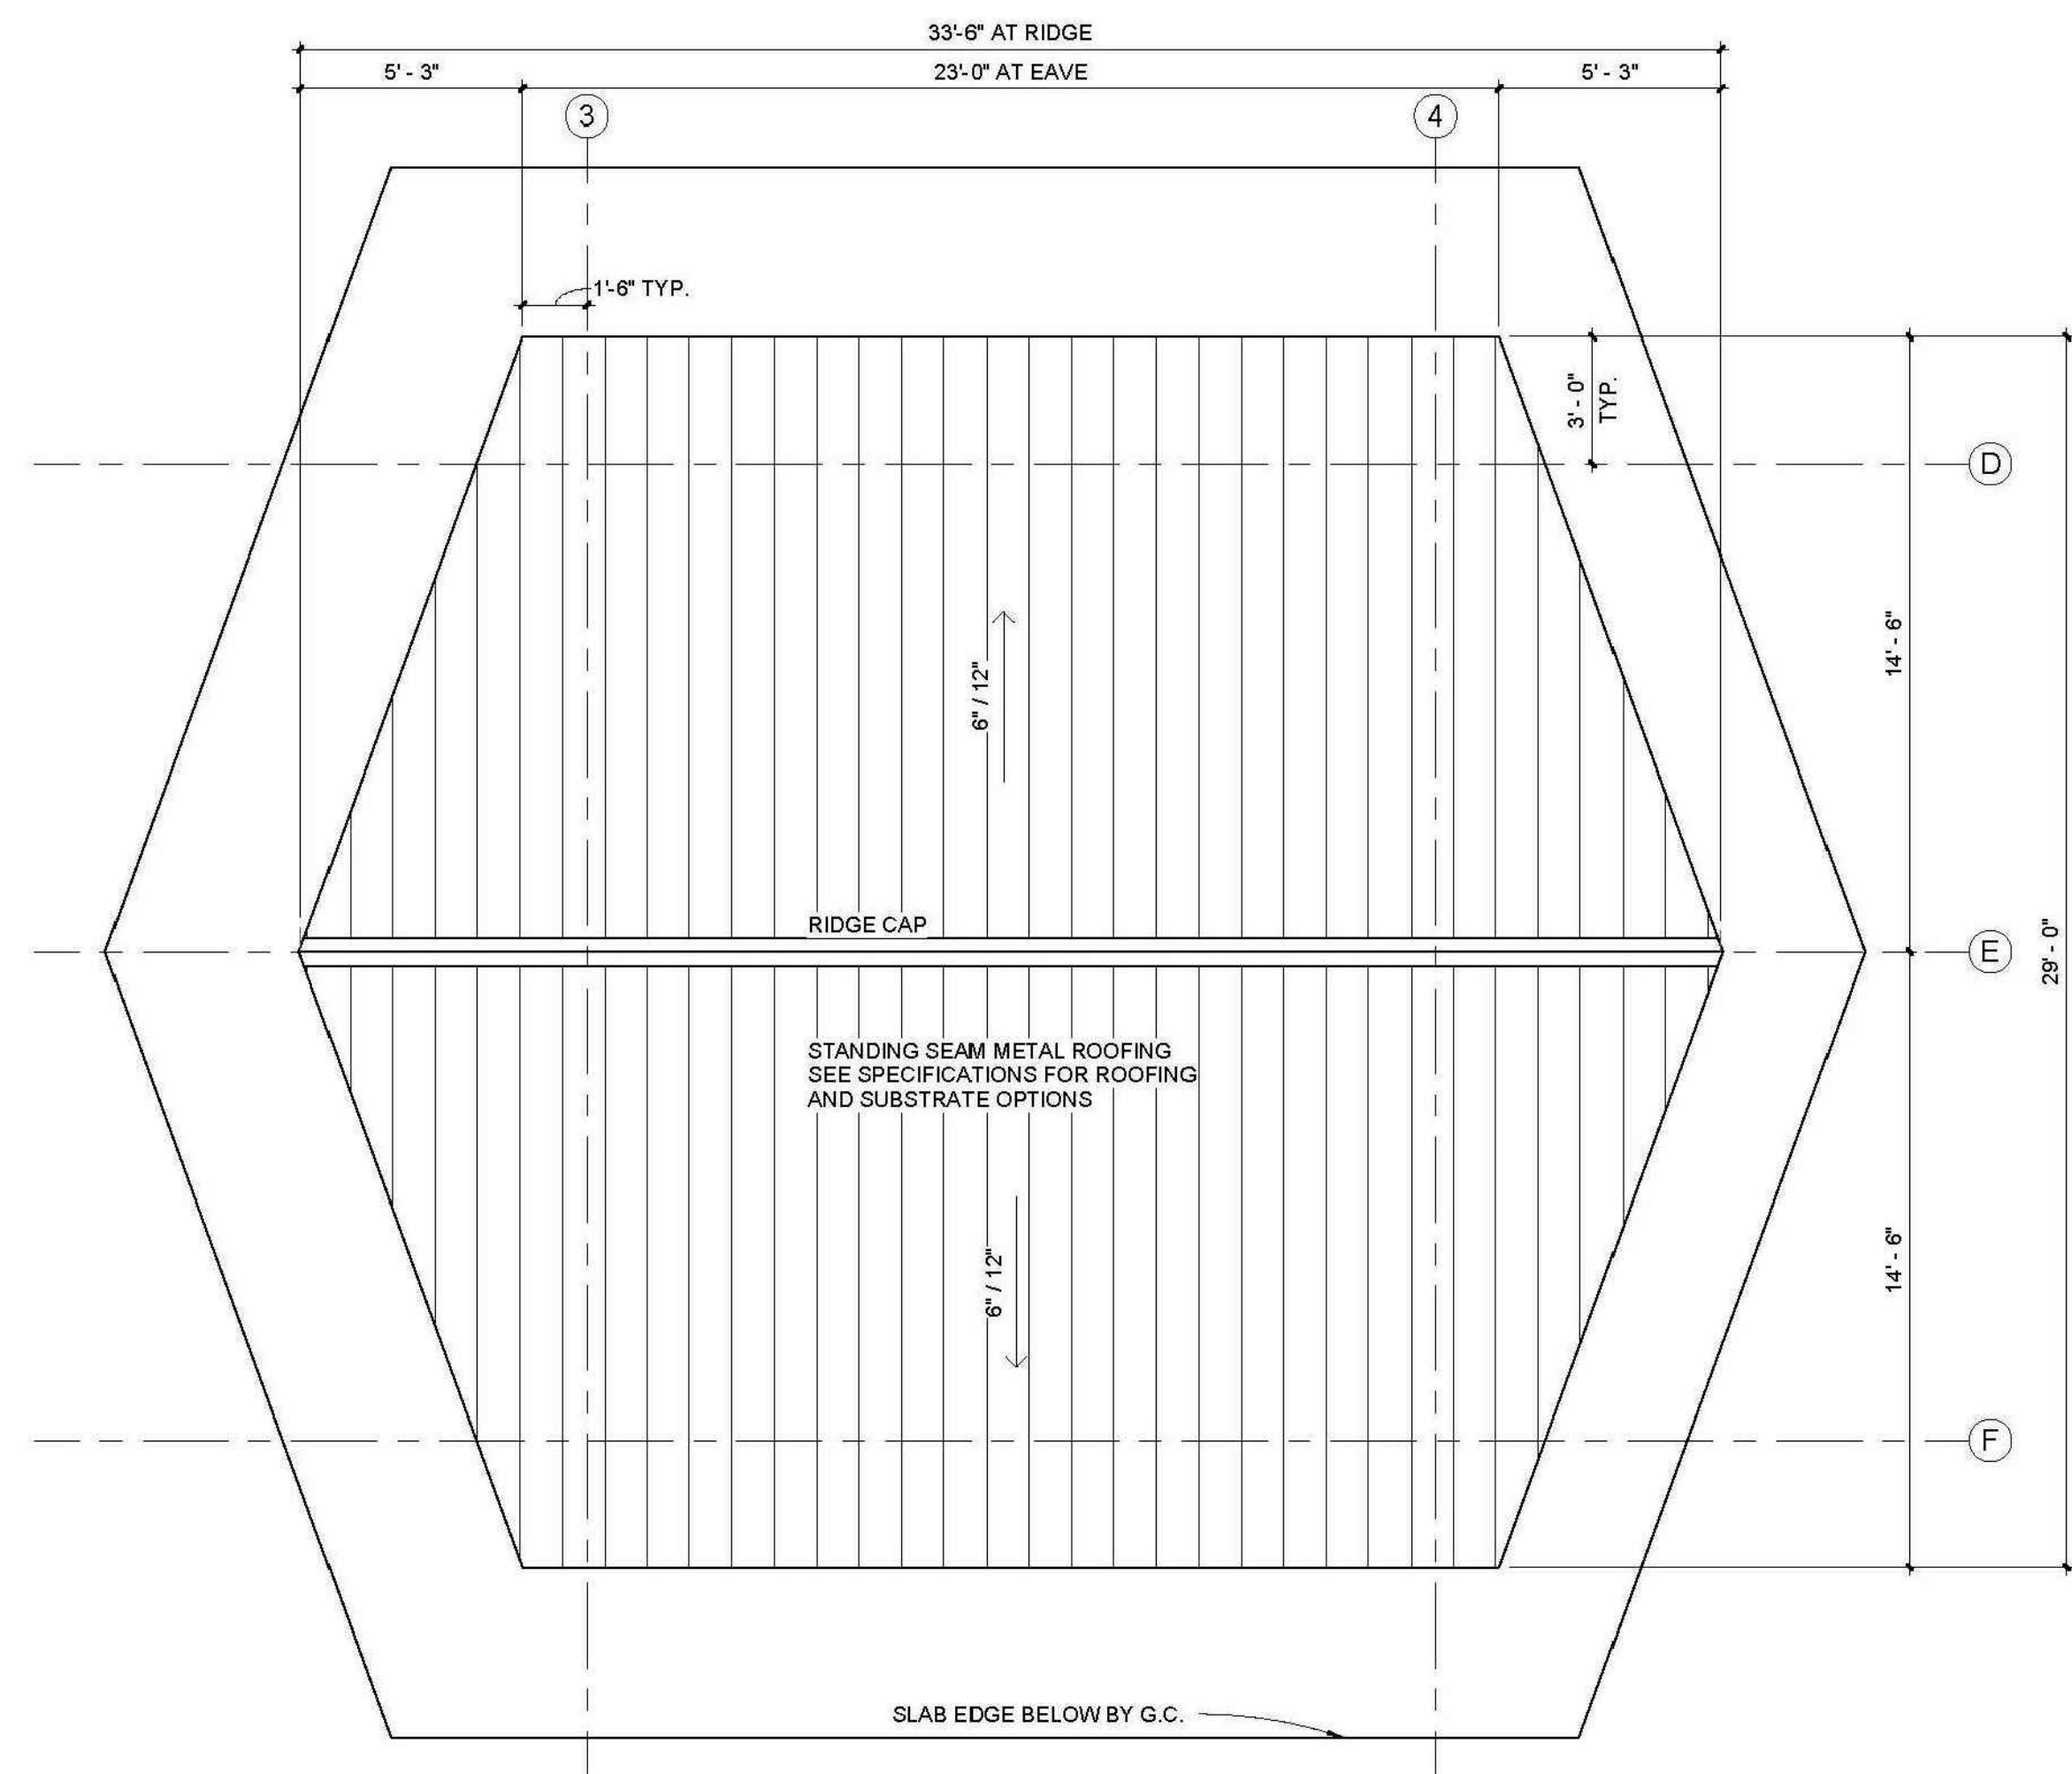 33'-6" AT RIDGE
5' - 3"
23'-0" AT EAVE
5' - 3"
3
4
1'-6" TYP.
3' - 0"
TYP.
D
14' - 6"
6" / 12"
RIDGE CAP
E
29' - 0"
STANDING SEAM METAL ROOFING
SEE SPECIFICATIONS FOR ROOFING
AND SUBSTRATE OPTIONS
6" / 12"
14' - 6"
F
SLAB EDGE BELOW BY G.C.